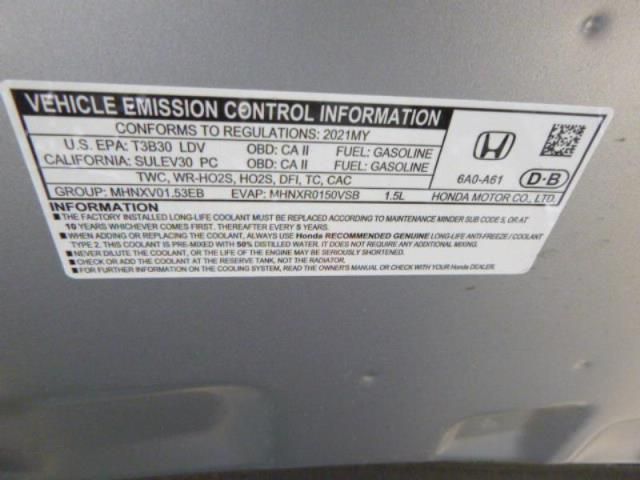 VEHICLE EMISSION CONTROL INFORMATION
CONFORMS TO REGULATIONS: 2021MY
U.S. EPA: T3B30 LDV OBD: CA II FUEL: GASOLINE
CALIFORNIA: SULEV30 PC OBD: CA II FUEL: GASOLINE
TWC, WR-HO2S, HO2S, DFI, TC, CAC
GROUP: MHNXV01.53EB EVAP: MHNXR0150VSB 1.5L
6A0-A61 D-B
HONDA MOTOR CO., LTD.
INFORMATION
■THE FACTORY INSTALLED LONG-LIFE COOLANT MUST BE REPLACED ACCORDING TO MAINTENANCE MINDER SUB CODE 5, OR AT
10 YEARS WHICHEVER COMES FIRST. THEREAFTER EVERY 5 YEARS.
■WHEN ADDING OR REPLACING THE COOLANT, USE Honda RECOMMENDED GENUINE LONG-LIFE ANTI-FREEZE / COOLANT
TYPE 2. THIS COOLANT IS PRE-MIXED WITH 50% DISTILLED WATER. IT DOES NOT REQUIRE ANY ADDITIONAL MIXING.
■NEVER DILUTE THE COOLANT, OR THE LIFE OF THE ENGINE MAY BE SERIOUSLY SHORTENED.
■CHECK OR ADD THE COOLANT AT THE RESERVE TANK, NOT THE RADIATOR.
■FOR FURTHER INFORMATION ON THE COOLING SYSTEM, READ THE OWNER'S MANUAL OR CHECK WITH YOUR Honda DEALER.